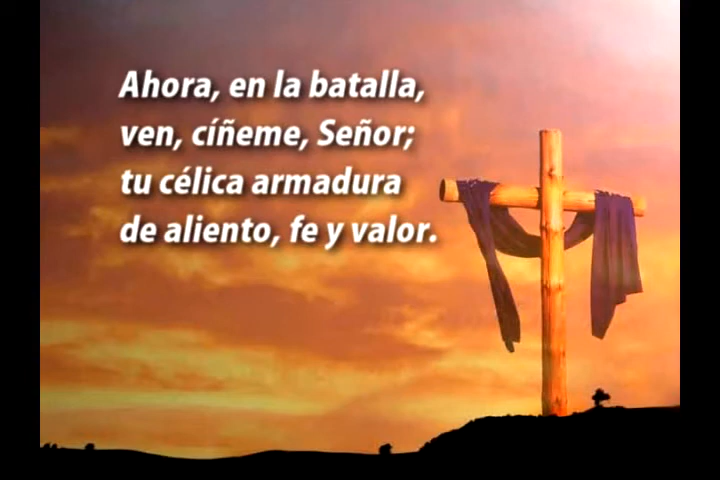 Ahora, en la batalla,
ven, cíñeme, Señor;
tu célica armadura
de aliento, fe y valor.